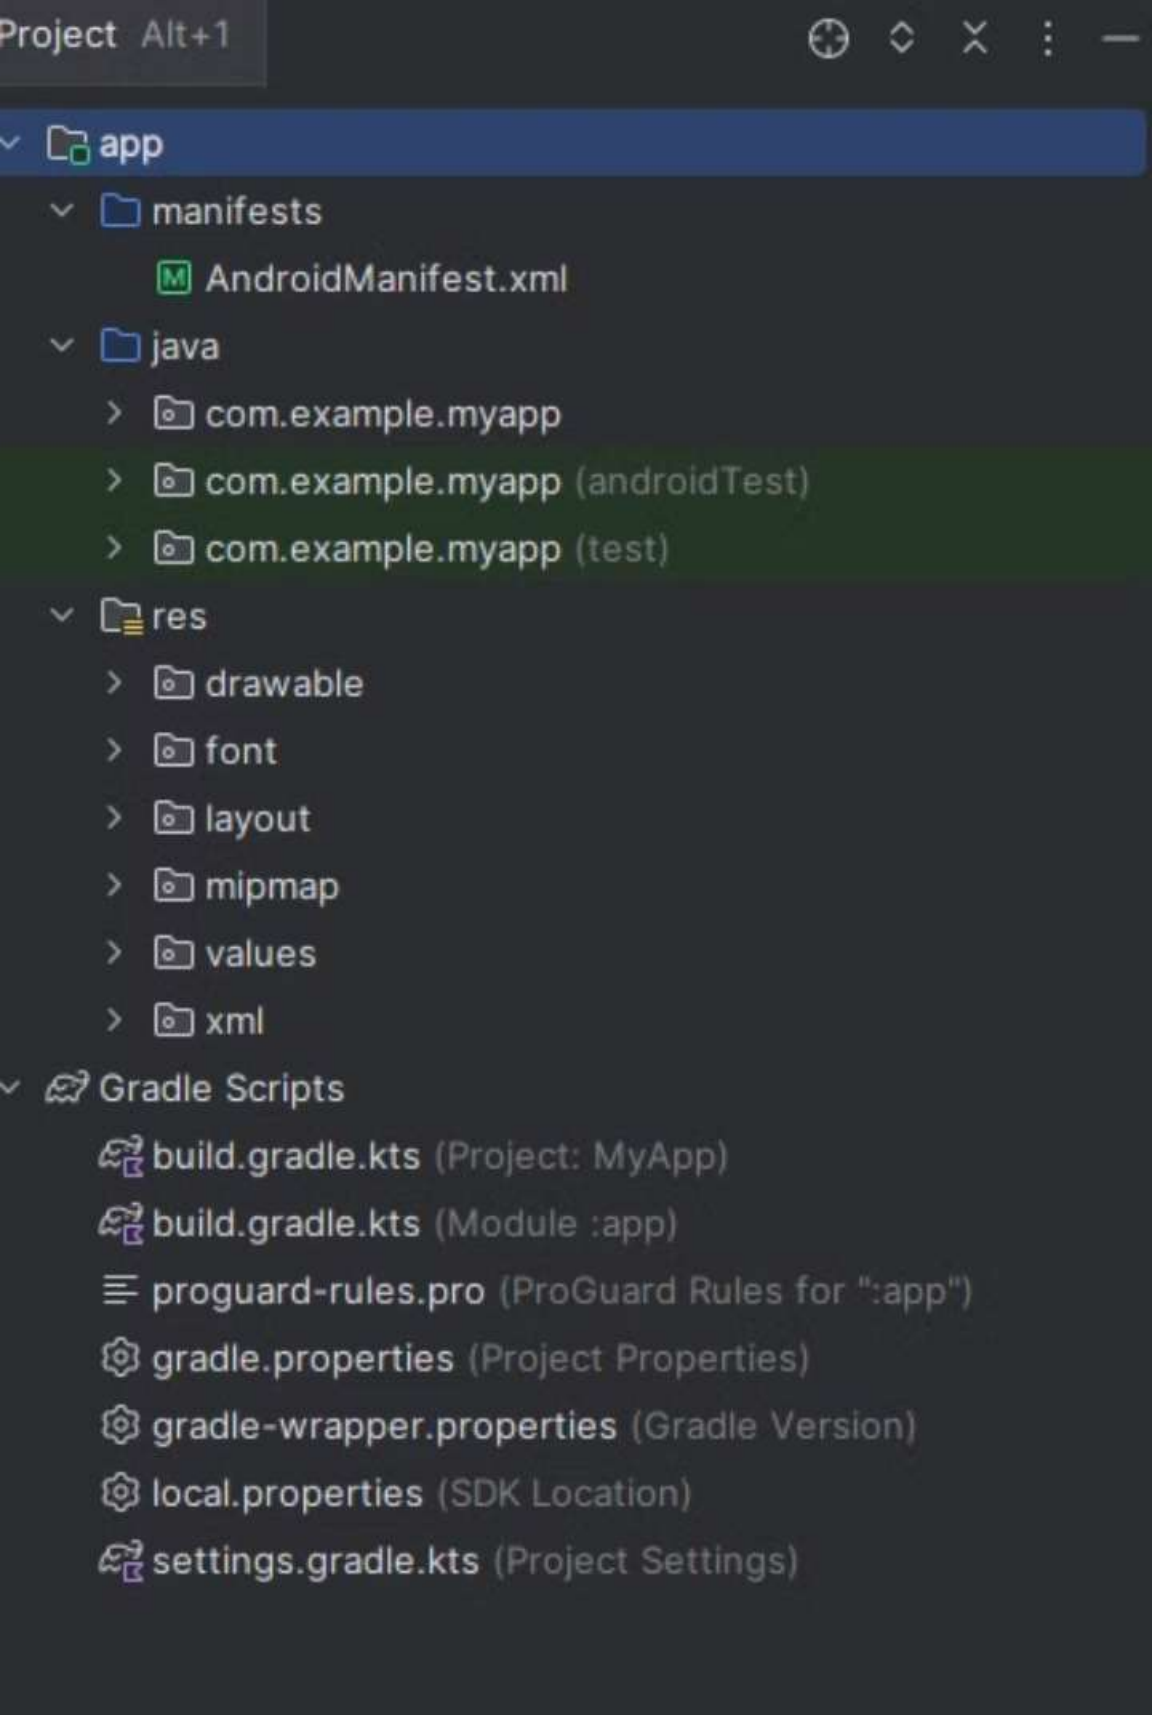 Project Alt+1
app
manifests
AndroidManifest.xml
java
com.example.myapp
com.example.myapp (androidTest)
com.example.myapp (test)
res
drawable
font
layout
mipmap
values
xml
Gradle Scripts
build.gradle.kts (Project: MyApp)
build.gradle.kts (Module :app)
proguard-rules.pro (ProGuard Rules for ":app")
gradle.properties (Project Properties)
gradle-wrapper.properties (Gradle Version)
local.properties (SDK Location)
settings.gradle.kts (Project Settings)